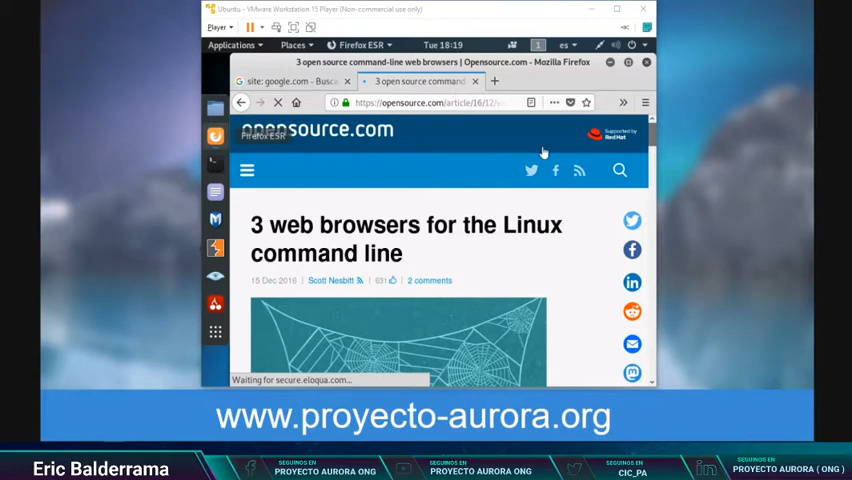 Ubuntu - VMware Workstation 15 Player (Non-commercial use only)
Player
Applications Places Firefox ESR Tue 18:19 1 es
3 open source command-line web browsers | Opensource.com - Mozilla Firefox
site: google.com - Busca
3 open source command
https://opensource.com/article/16/12/w
opensource.com
Firefox ESR
Supported by
Red Hat
3 web browsers for the Linux
command line
15 Dec 2016 Scott Nesbitt 631 2 comments
Waiting for secure.eloqua.com...
www.proyecto-aurora.org
Eric Balderrama
SEGUINOS EN
PROYECTO AURORA ONG
SEGUINOS EN
PROYECTO AURORA ONG
SEGUINOS EN
CIC_PA
SEGUINOS EN
PROYECTO AURORA ( ONG )